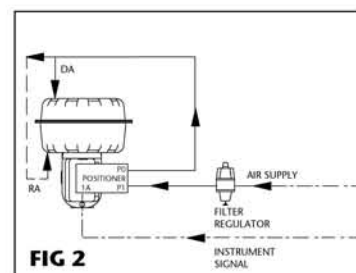 DA
P0
POSITIONER
1A P1
AIR SUPPLY
RA
FILTER
REGULATOR
INSTRUMENT
SIGNAL
FIG 2